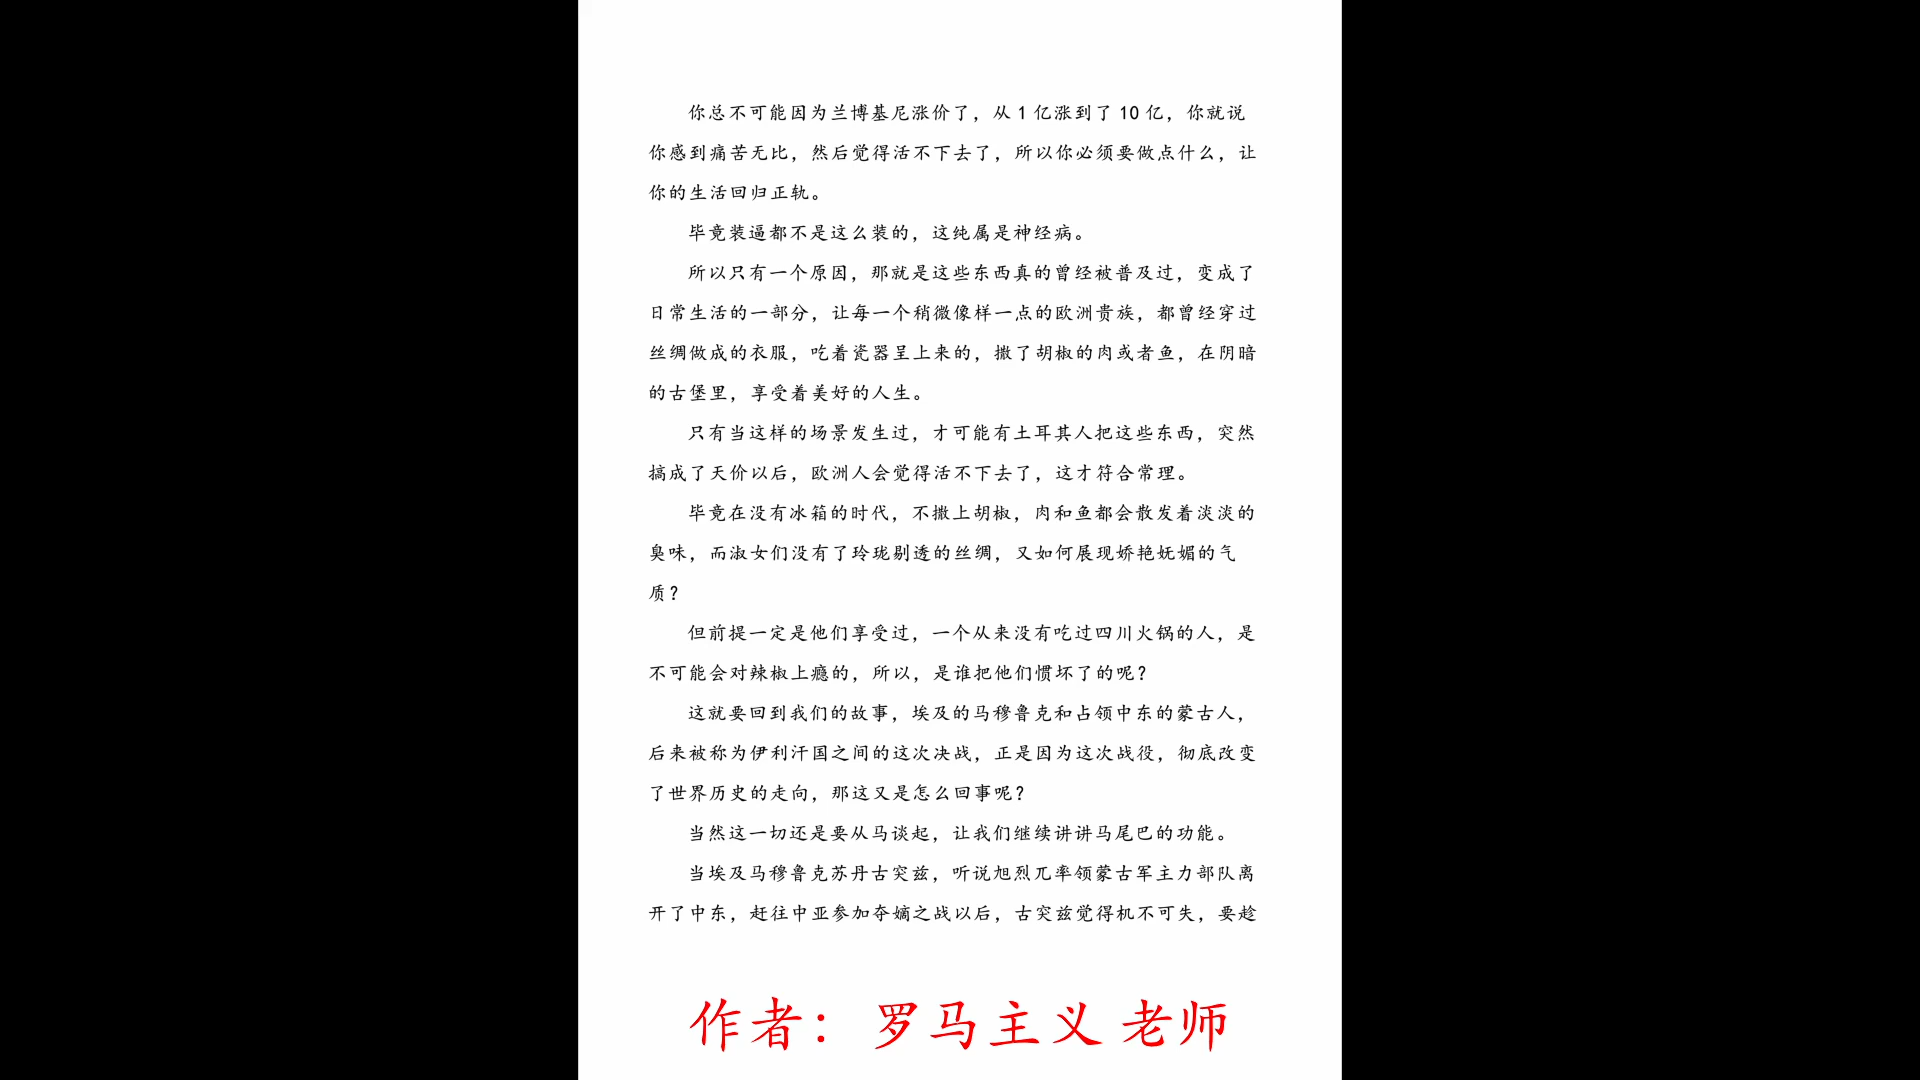 你总不可能因为兰博基尼涨价了，从 1 亿涨到了 10 亿，你就说
你感到痛苦无比，然后觉得活不下去了，所以你必须要做点什么，让
你的生活回归正轨。
毕竟装逼都不是这么装的，这纯属是神经病。
所以只有一个原因，那就是这些东西真的曾经被普及过，变成了
日常生活的一部分，让每一个稍微像样一点的欧洲贵族，都曾经穿过
丝绸做成的衣服，吃着瓷器呈上来的，撒了胡椒的肉或者鱼，在阴暗
的古堡里，享受着美好的人生。
只有当这样的场景发生过，才可能有土耳其人把这些东西，突然
搞成了天价以后，欧洲人会觉得活不下去了，这才符合常理。
毕竟在没有冰箱的时代，不撒上胡椒，肉和鱼都会散发着淡淡的
臭味，而淑女们没有了玲珑剔透的丝绸，又如何展现娇艳妩媚的气
质？
但前提一定是他们享受过，一个从来没有吃过四川火锅的人，是
不可能会对辣椒上瘾的，所以，是谁把他们惯坏了的呢？
这就要回到我们的故事，埃及的马穆鲁克和占领中东的蒙古人，
后来被称为伊利汗国之间的这次决战，正是因为这次战役，彻底改变
了世界历史的走向，那这又是怎么回事呢？
当然这一切还是要从马谈起，让我们继续讲讲马尾巴的功能。
当埃及马穆鲁克苏丹古突兹，听说旭烈兀率领蒙古军主力部队离
开了中东，赶往中亚参加夺嫡之战以后，古突兹觉得机不可失，要趁
作者：罗马主义 老师